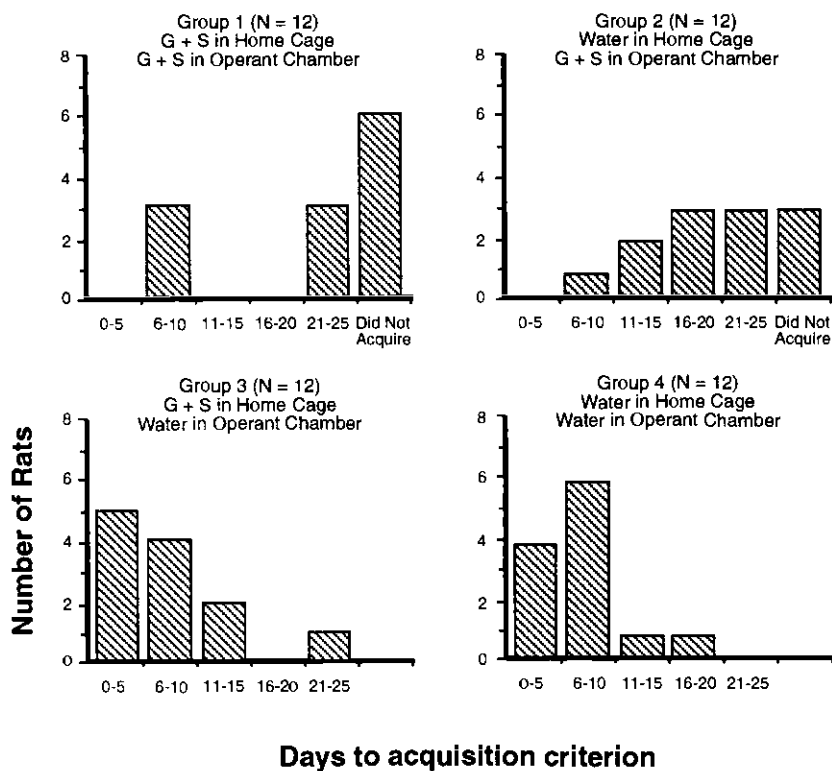 Group 1 (N = 12)
G + S in Home Cage
G + S in Operant Chamber
8
6
4
2
0
0-5 6-10 11-15 16-20 21-25 Did Not
Acquire
Group 2 (N = 12)
Water in Home Cage
G + S in Operant Chamber
8
6
4
2
0
0-5 6-10 11-15 16-20 21-25 Did Not
Acquire
Number of Rats
Group 3 (N = 12)
G + S in Home Cage
Water in Operant Chamber
8
6
4
2
0
0-5 6-10 11-15 16-20 21-25
Group 4 (N = 12)
Water in Home Cage
Water in Operant Chamber
8
6
4
2
0
0-5 6-10 11-15 16-20 21-25
Days to acquisition criterion